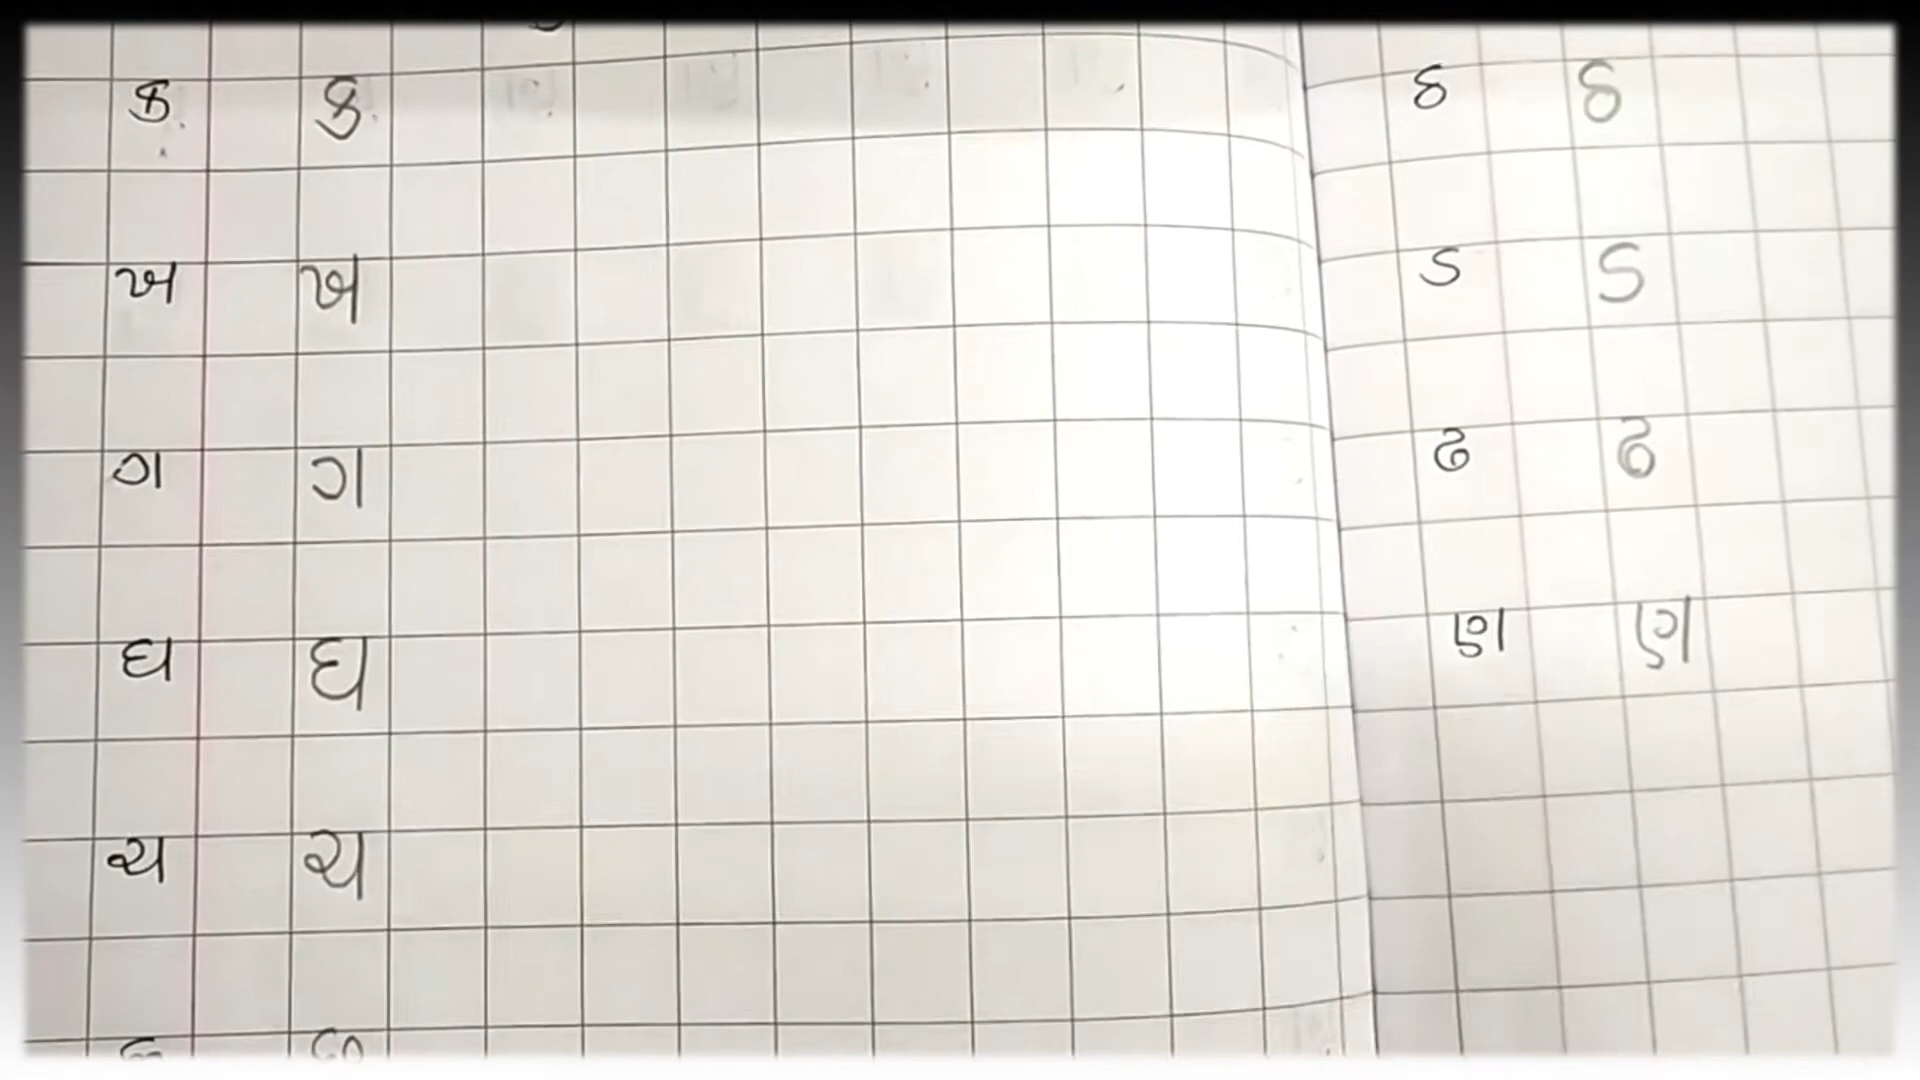 ક ક
ખ ખ
ગ ગ
ઘ ઘ
ચ ચ
ઠ ઠ
ડ ડ
ઢ ઢ
ણ ણ